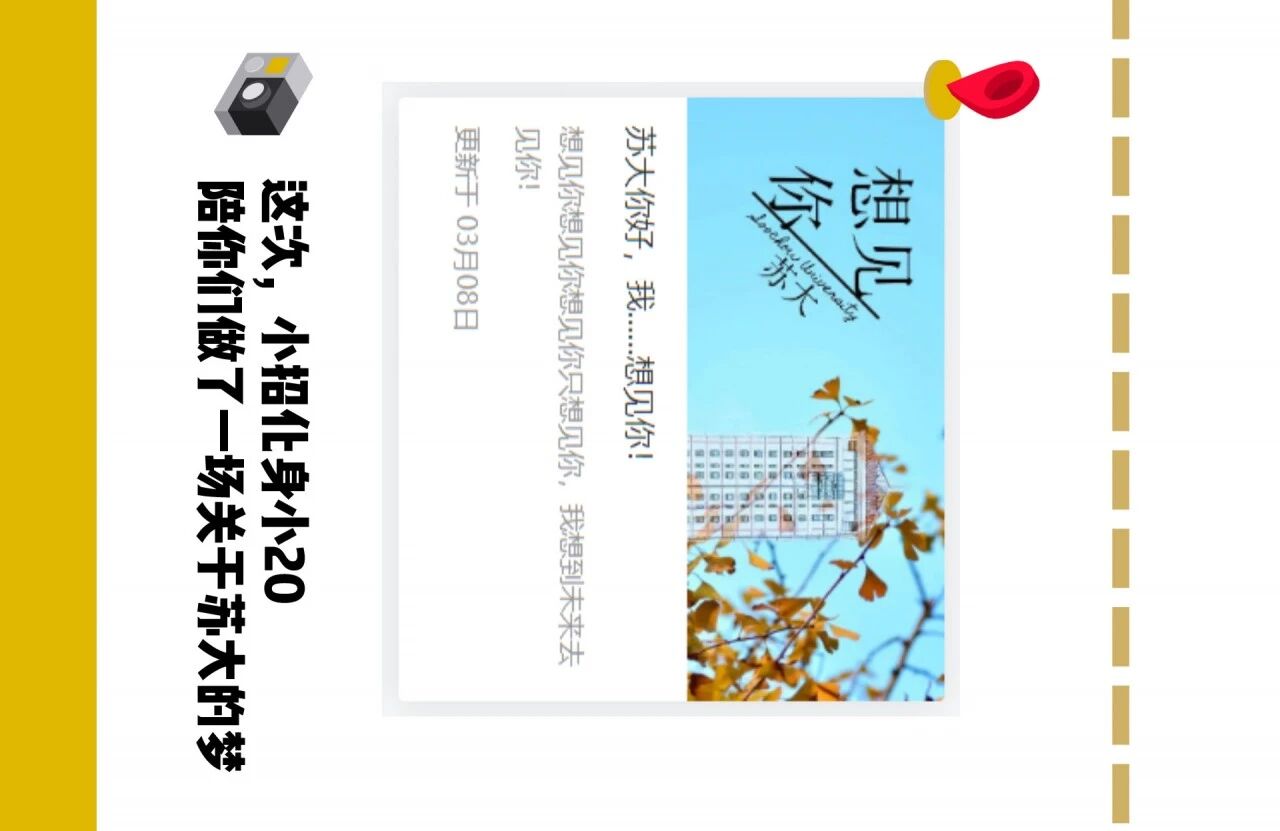 想见
你
Soochow University
苏大
苏大你好，我……想见你!
想见你想见你想见你只想见你，我想到未来去
见你!
更新于 03月08日
这次，小招化身小20
陪你们做了一场关于苏大的梦